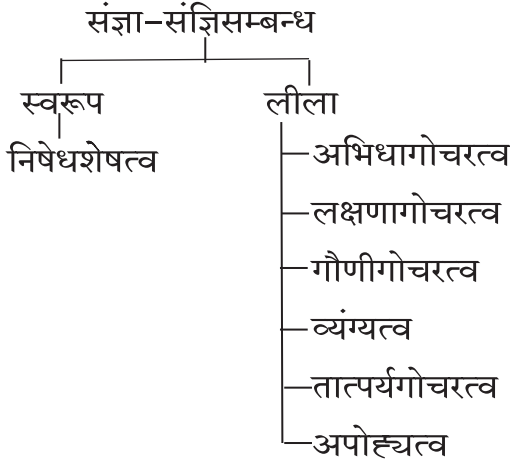 संज्ञा–संज्ञिसम्बन्ध
स्वरूप
लीला
निषेधशेषत्व
अभिधागोचरत्व
लक्षणागोचरत्व
गौणीगोचरत्व
व्यंग्यत्व
तात्पर्यगोचरत्व
अपोह्यत्व